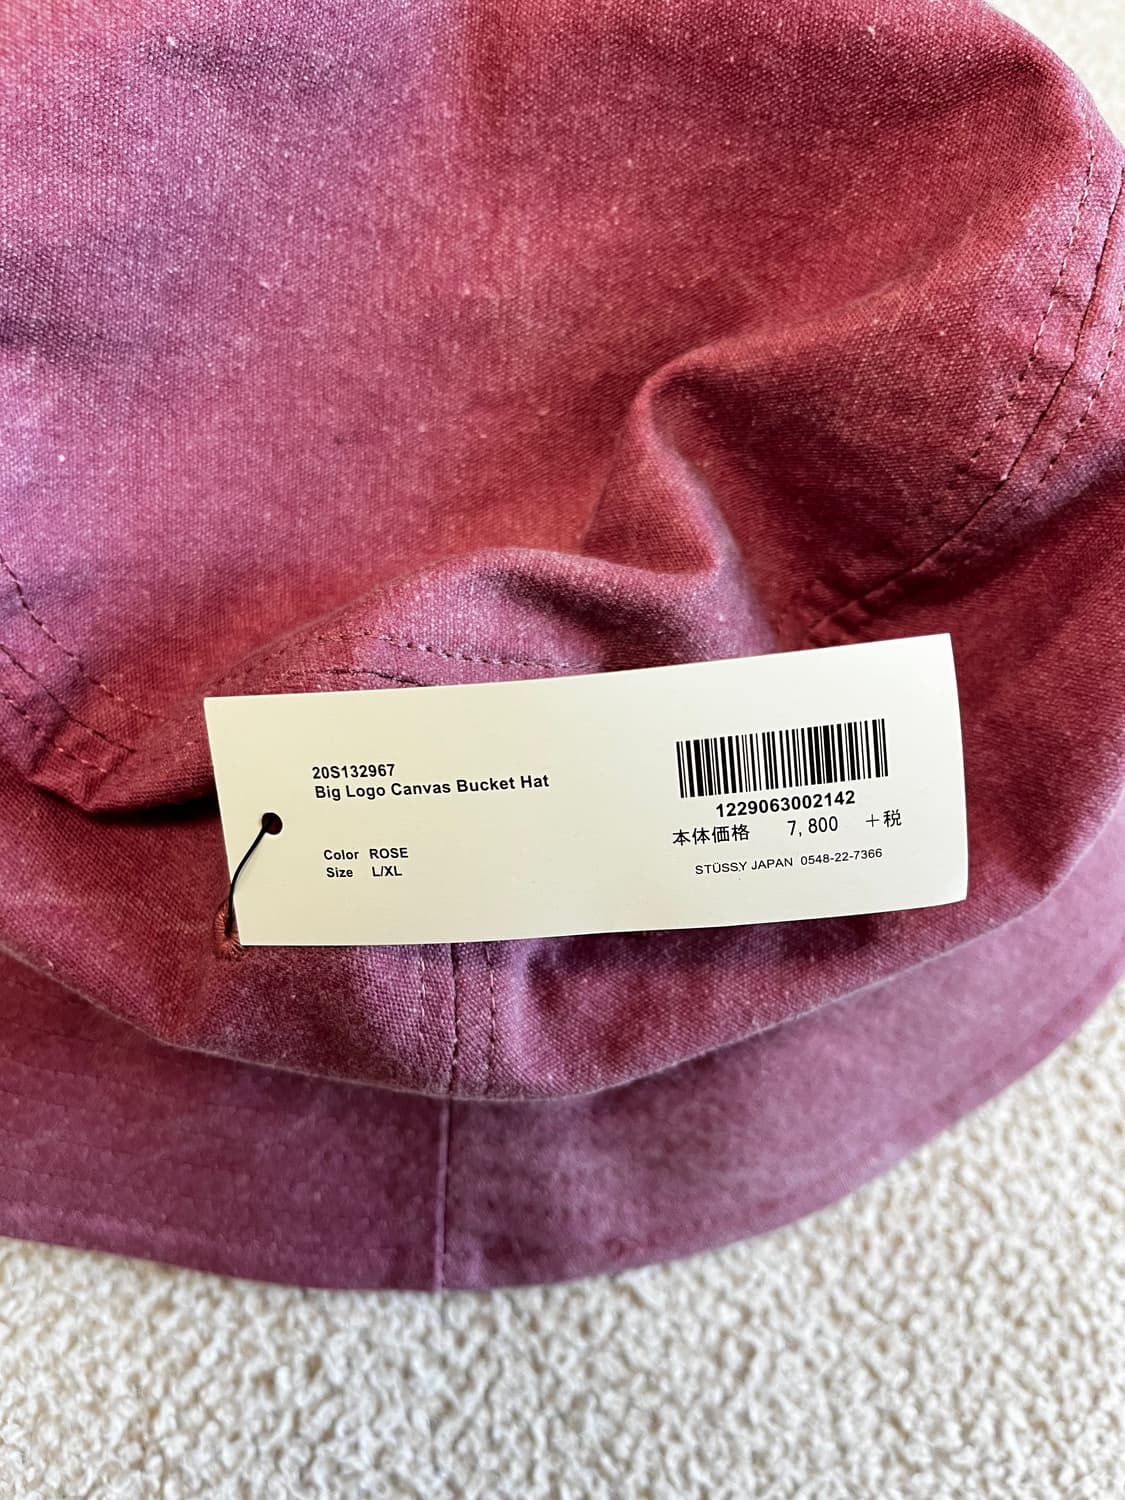 20S132967
Big Logo Canvas Bucket Hat
Color ROSE
Size L/XL
1229063002142
本体価格 7,800 +税
STÜSSY JAPAN 0548-22-7366